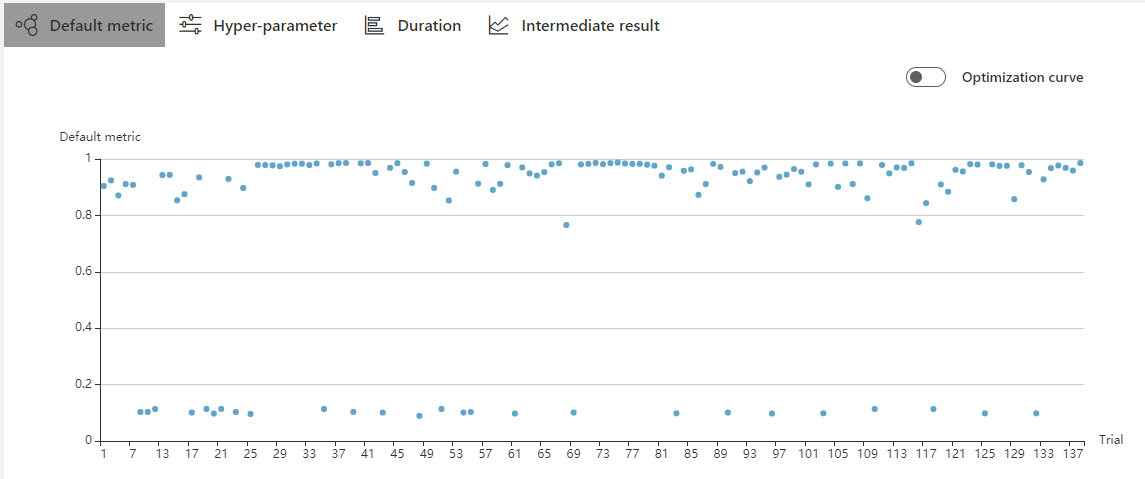 Default metric Hyper-parameter Duration Intermediate result
Optimization curve
Default metric
1
0.8
0.6
0.4
0.2
0
1 7 13 17 21 25 29 33 37 41 45 49 53 57 61 65 69 73 77 81 85 89 93 97 101 105 109 113 117 121 125 129 133 137
Trial